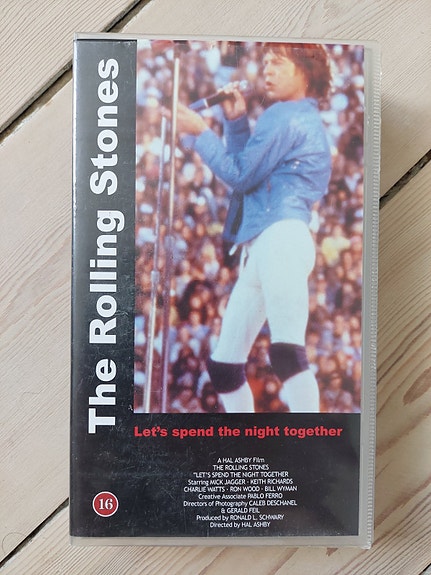 The Rolling Stones
Let's spend the night together
A HAL ASHBY Film
THE ROLLING STONES
"LET'S SPEND THE NIGHT TOGETHER
Starring MICK JAGGER - KEITH RICHARDS
CHARLIE WATTS - RON WOOD - BILL WYMAN
Creative Associate PABLO FERRO
Directors of Photography CALEB DESCHANEL
& GERALD FEIL
Produced by RONALD L. SCHWARY
Directed by HAL ASHBY
16